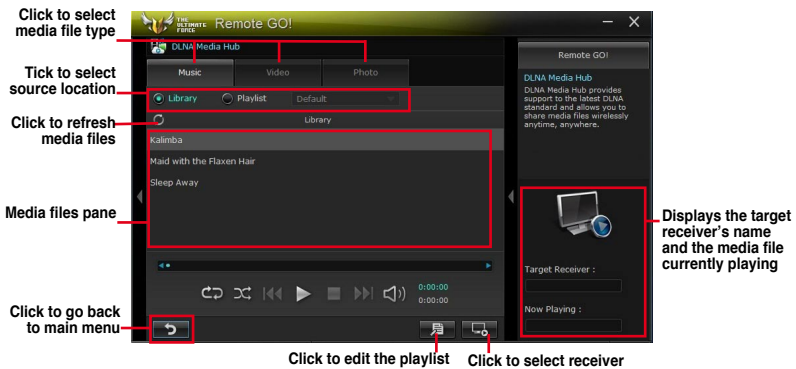 Click to select
media file type
THE
ULTIMATE
FORCE
Remote GO!
DLNA Media Hub
Music
Video
Photo
Tick to select
source location
Library
Playlist
Default
Click to refresh
media files
Library
Kalimba
Maid with the Flaxen Hair
Sleep Away
Media files pane
0:00:00
0:00:00
Click to go back
to main menu
Click to edit the playlist
Click to select receiver
Remote GO!
DLNA Media Hub
DLNA Media Hub provides
support to the latest DLNA
standard and allows you to
share media files wirelessly
anytime, anywhere.
Target Receiver :
Now Playing :
Displays the target
receiver's name
and the media file
currently playing